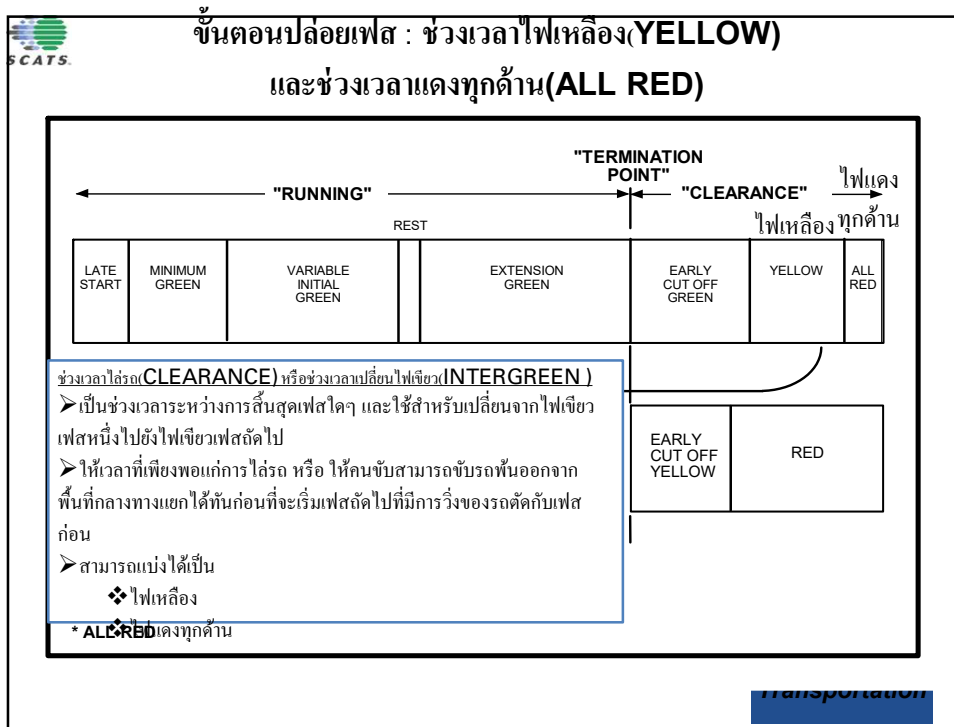 SCATS.
ขั้นตอนปล่อยเฟส : ช่วงเวลาไฟเหลือง(YELLOW)
และช่วงเวลาแดงทุกด้าน(ALL RED)
"TERMINATION
POINT"
"RUNNING"
"CLEARANCE"
ไฟแดง
ทุกด้าน
ไฟเหลือง
REST
LATE
START
MINIMUM
GREEN
VARIABLE
INITIAL
GREEN
EXTENSION
GREEN
EARLY
CUT OFF
GREEN
YELLOW
ALL
RED
ช่วงเวลาไล่รถ(CLEARANCE) หรือช่วงเวลาเปลี่ยนไฟเขียว(INTERGREEN )
➢เป็นช่วงเวลาระหว่างการสิ้นสุดเฟสใดๆ และใช้สำหรับเปลี่ยนจากไฟเขียว
เฟสหนึ่งไปยังไฟเขียวเฟสถัดไป
➢ให้เวลาที่เพียงพอแก่การไล่รถ หรือ ให้คนขับสามารถขับรถพ้นออกจาก
พื้นที่กลางทางแยกได้ทันก่อนที่จะเริ่มเฟสถัดไปที่มีการวิ่งของรถตัดกับเฟส
ก่อน
➢สามารถแบ่งได้เป็น
❖ไฟเหลือง
❖ไฟแดงทุกด้าน
* ALL RED
EARLY
CUT OFF
YELLOW
RED
Transportation